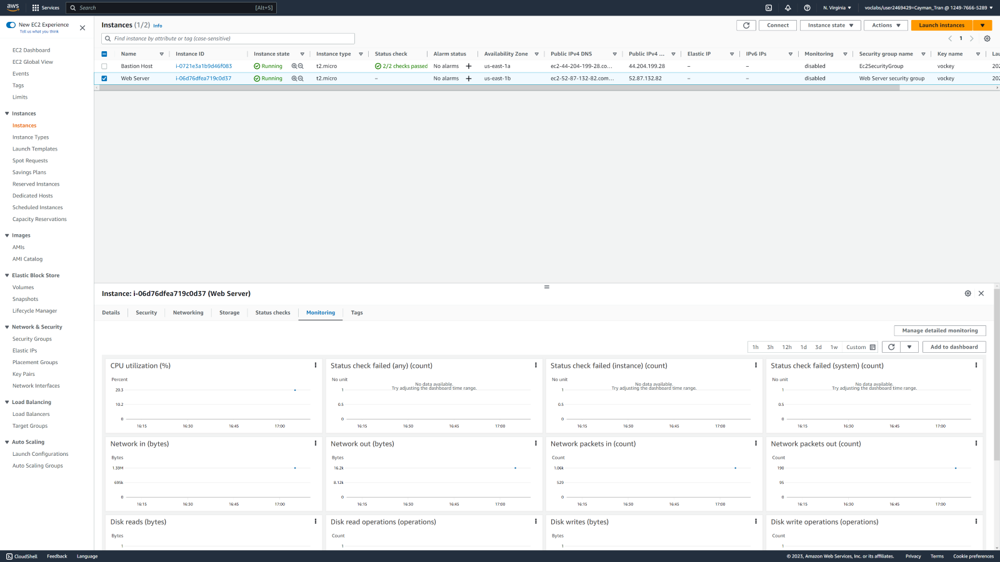 aws Services Search [Alt+S] N. Virginia voclabs/user2469429=Cayman_Tran @ 1249-7666-5289
New EC2 Experience
Tell us what you think
EC2 Dashboard
EC2 Global View
Events
Tags
Limits
Instances
Instances
Instance Types
Launch Templates
Spot Requests
Savings Plans
Reserved Instances
Dedicated Hosts
Scheduled Instances
Capacity Reservations
Images
AMIs
AMI Catalog
Elastic Block Store
Volumes
Snapshots
Lifecycle Manager
Network & Security
Security Groups
Elastic IPs
Placement Groups
Key Pairs
Network Interfaces
Load Balancing
Load Balancers
Target Groups
Auto Scaling
Launch Configurations
Auto Scaling Groups
Instances (1/2) Info
Connect Instance state Actions Launch instances
Find instance by attribute or tag (case-sensitive) 1
Name Instance ID Instance state Instance type Status check Alarm status Availability Zone Public IPv4 DNS Public IPv4 ... Elastic IP IPv6 IPs Monitoring Security group name Key name Lau
Bastion Host i-0721e3a1b9d46f083 Running t2.micro 2/2 checks passed No alarms + us-east-1a ec2-44-204-199-28.co... 44.204.199.28 – – disabled Ec2SecurityGroup vockey 202
Web Server i-06d76dfea719c0d37 Running t2.micro – No alarms + us-east-1b ec2-52-87-132-82.com... 52.87.132.82 – – disabled Web Server security group vockey 202
Instance: i-06d76dfea719c0d37 (Web Server)
Details Security Networking Storage Status checks Monitoring Tags
Manage detailed monitoring
1h 3h 12h 1d 3d 1w Custom Add to dashboard
CPU utilization (%)
Percent
20.3
10.2
0
16:15 16:30 16:45 17:00
Status check failed (any) (count)
No unit
No data available.
Try adjusting the dashboard time range.
1
0.5
0
16:15 16:30 16:45 17:00
Status check failed (instance) (count)
No unit
No data available.
Try adjusting the dashboard time range.
1
0.5
0
16:15 16:30 16:45 17:00
Status check failed (system) (count)
No unit
No data available.
Try adjusting the dashboard time range.
1
0.5
0
16:15 16:30 16:45 17:00
Network in (bytes)
Bytes
1.39M
695k
0
16:15 16:30 16:45 17:00
Network out (bytes)
Bytes
16.2k
8.12k
0
16:15 16:30 16:45 17:00
Network packets in (count)
Count
1.06k
529
0
16:15 16:30 16:45 17:00
Network packets out (count)
Count
190
95
0
16:15 16:30 16:45 17:00
Disk reads (bytes)
Bytes
1
Disk read operations (operations)
Count
1
Disk writes (bytes)
Bytes
1
Disk write operations (operations)
Count
1
CloudShell Feedback Language © 2023, Amazon Web Services, Inc. or its affiliates. Privacy Terms Cookie preferences